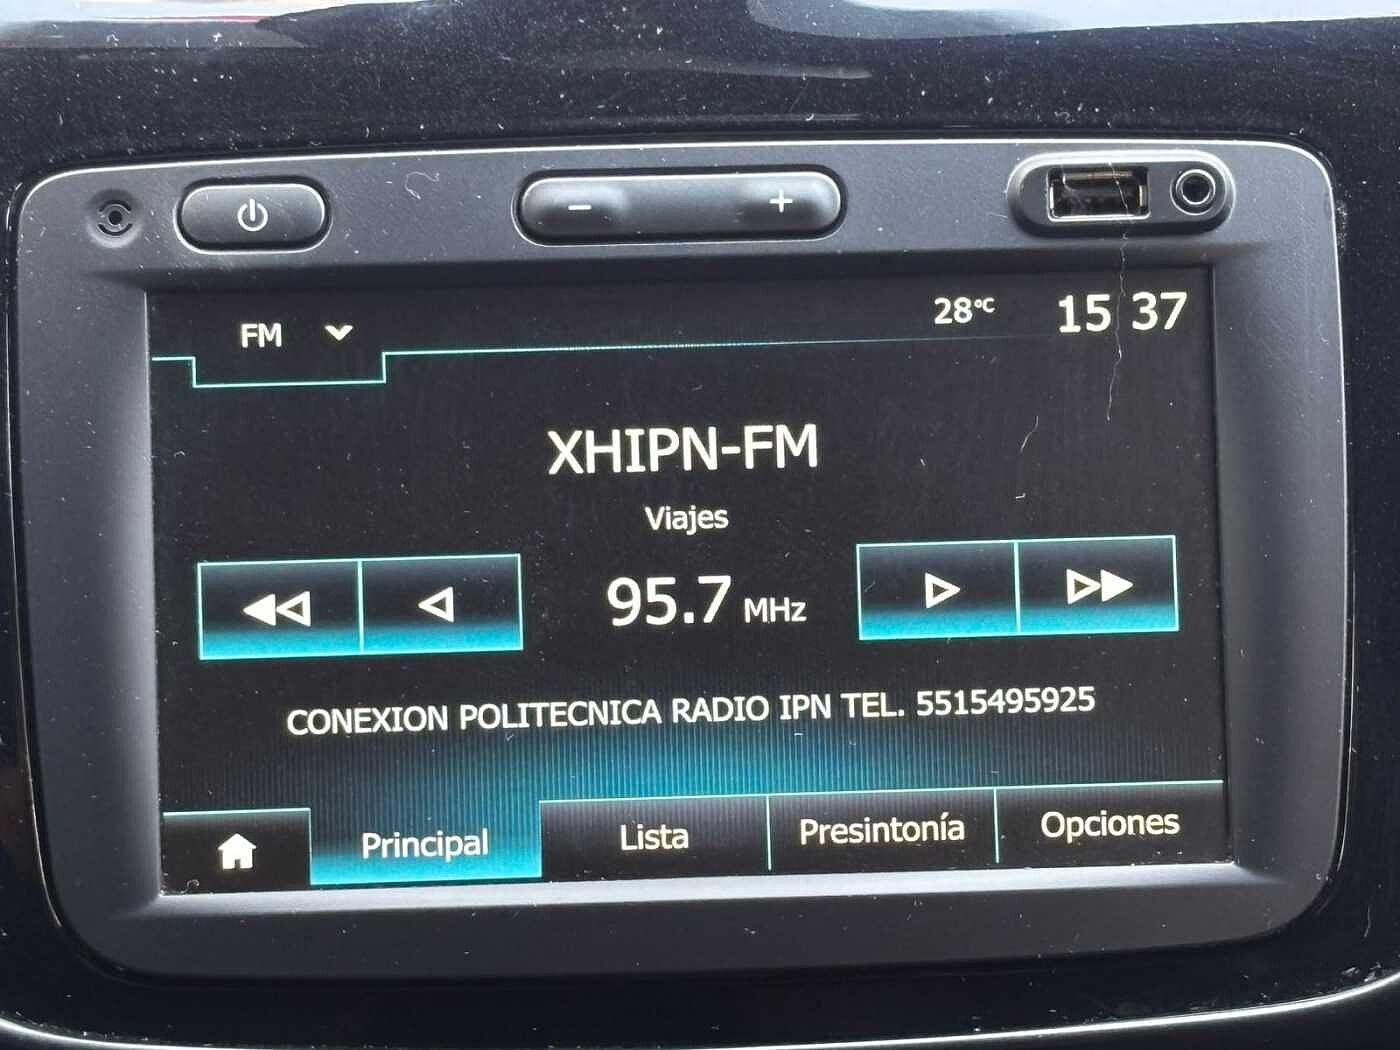 FM
28°C
15 37
XHIPN-FM
Viajes
95.7 MHz
CONEXION POLITECNICA RADIO IPN TEL. 5515495925
Principal
Lista
Presintonía
Opciones